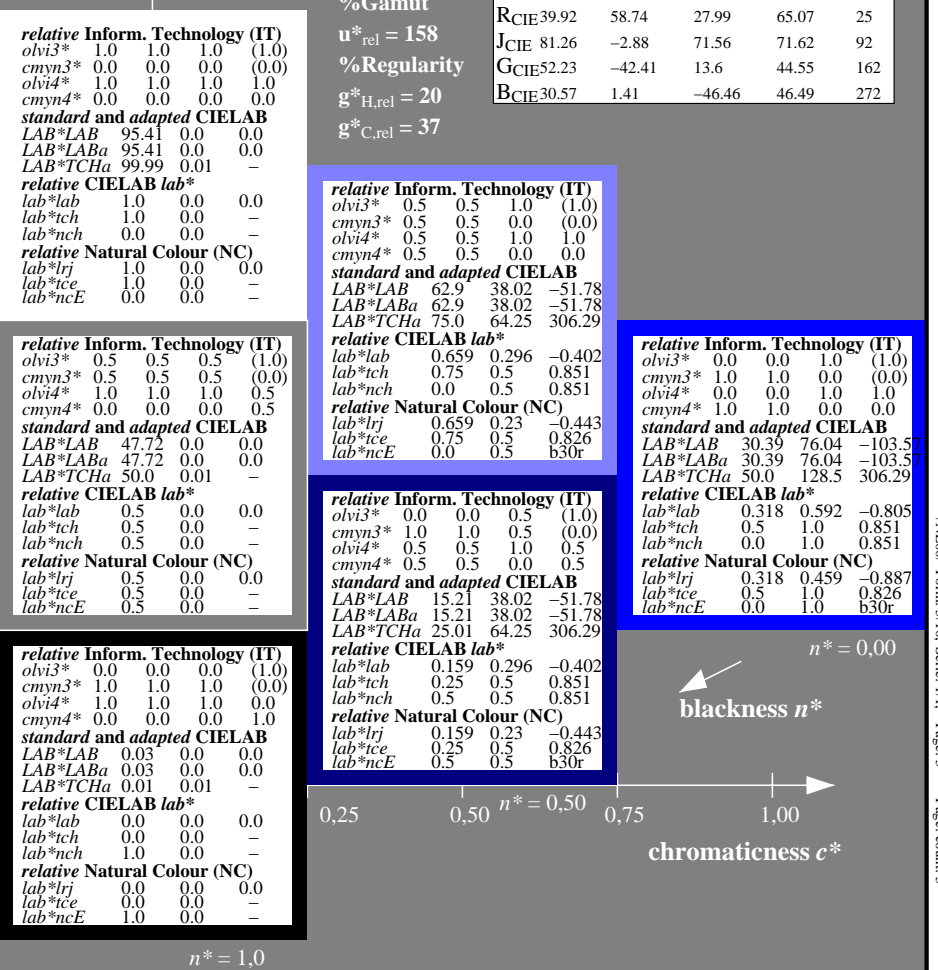 %Gamut
u*rel = 158
%Regularity
g*H,rel = 20
g*C,rel = 37
RCIE 39.92 58.74 27.99 65.07 25
JCIE 81.26 −2.88 71.56 71.62 92
GCIE 52.23 −42.41 13.6 44.55 162
BCIE 30.57 1.41 −46.46 46.49 272
relative Inform. Technology (IT)
olvi3* 1.0 1.0 1.0 (1.0)
cmyn3* 0.0 0.0 0.0 (0.0)
olvi4* 1.0 1.0 1.0 1.0
cmyn4* 0.0 0.0 0.0 0.0
standard and adapted CIELAB
LAB*LAB 95.41 0.0 0.0
LAB*LABa 95.41 0.0 0.0
LAB*TCHa 99.99 0.01 –
relative CIELAB lab*
lab*lab 1.0 0.0 0.0
lab*tch 1.0 0.0 –
lab*nch 0.0 0.0 –
relative Natural Colour (NC)
lab*lrj 1.0 0.0 0.0
lab*tce 1.0 0.0 –
lab*ncE 0.0 0.0 –
relative Inform. Technology (IT)
olvi3* 0.5 0.5 1.0 (1.0)
cmyn3* 0.5 0.5 0.0 (0.0)
olvi4* 0.5 0.5 1.0 1.0
cmyn4* 0.5 0.5 0.0 0.0
standard and adapted CIELAB
LAB*LAB 62.9 38.02 −51.78
LAB*LABa 62.9 38.02 −51.78
LAB*TCHa 75.0 64.25 306.29
relative CIELAB lab*
lab*lab 0.659 0.296 −0.402
lab*tch 0.75 0.5 0.851
lab*nch 0.0 0.5 0.851
relative Natural Colour (NC)
lab*lrj 0.659 0.23 −0.443
lab*tce 0.75 0.5 0.826
lab*ncE 0.0 0.5 b30r
relative Inform. Technology (IT)
olvi3* 0.5 0.5 0.5 (1.0)
cmyn3* 0.5 0.5 0.5 (0.0)
olvi4* 1.0 1.0 1.0 0.5
cmyn4* 0.0 0.0 0.0 0.5
standard and adapted CIELAB
LAB*LAB 47.72 0.0 0.0
LAB*LABa 47.72 0.0 0.0
LAB*TCHa 50.0 0.01 –
relative CIELAB lab*
lab*lab 0.5 0.0 0.0
lab*tch 0.5 0.0 –
lab*nch 0.5 0.0 –
relative Natural Colour (NC)
lab*lrj 0.5 0.0 0.0
lab*tce 0.5 0.0 –
lab*ncE 0.5 0.0 –
relative Inform. Technology (IT)
olvi3* 0.0 0.0 1.0 (1.0)
cmyn3* 1.0 1.0 0.0 (0.0)
olvi4* 0.0 0.0 1.0 1.0
cmyn4* 1.0 1.0 0.0 0.0
standard and adapted CIELAB
LAB*LAB 30.39 76.04 −103.57
LAB*LABa 30.39 76.04 −103.57
LAB*TCHa 50.0 128.5 306.29
relative CIELAB lab*
lab*lab 0.318 0.592 −0.805
lab*tch 0.5 1.0 0.851
lab*nch 0.0 1.0 0.851
relative Natural Colour (NC)
lab*lrj 0.318 0.459 −0.887
lab*tce 0.5 1.0 0.826
lab*ncE 0.0 1.0 b30r
relative Inform. Technology (IT)
olvi3* 0.0 0.0 0.5 (1.0)
cmyn3* 1.0 1.0 0.5 (0.0)
olvi4* 0.5 0.5 1.0 0.5
cmyn4* 0.5 0.5 0.0 0.5
standard and adapted CIELAB
LAB*LAB 15.21 38.02 −51.78
LAB*LABa 15.21 38.02 −51.78
LAB*TCHa 25.01 64.25 306.29
relative CIELAB lab*
lab*lab 0.159 0.296 −0.402
lab*tch 0.25 0.5 0.851
lab*nch 0.5 0.5 0.851
relative Natural Colour (NC)
lab*lrj 0.159 0.23 −0.443
lab*tce 0.25 0.5 0.826
lab*ncE 0.5 0.5 b30r
relative Inform. Technology (IT)
olvi3* 0.0 0.0 0.0 (1.0)
cmyn3* 1.0 1.0 1.0 (0.0)
olvi4* 1.0 1.0 1.0 0.0
cmyn4* 0.0 0.0 0.0 1.0
standard and adapted CIELAB
LAB*LAB 0.03 0.0 0.0
LAB*LABa 0.03 0.0 0.0
LAB*TCHa 0.01 0.01 –
relative CIELAB lab*
lab*lab 0.0 0.0 0.0
lab*tch 0.0 0.0 –
lab*nch 1.0 0.0 –
relative Natural Colour (NC)
lab*lrj 0.0 0.0 0.0
lab*tce 0.0 0.0 –
lab*ncE 1.0 0.0 –
n* = 0,00
blackness n*
n* = 0,50
0,25 0,50 0,75 1,00
chromaticness c*
n* = 1,0